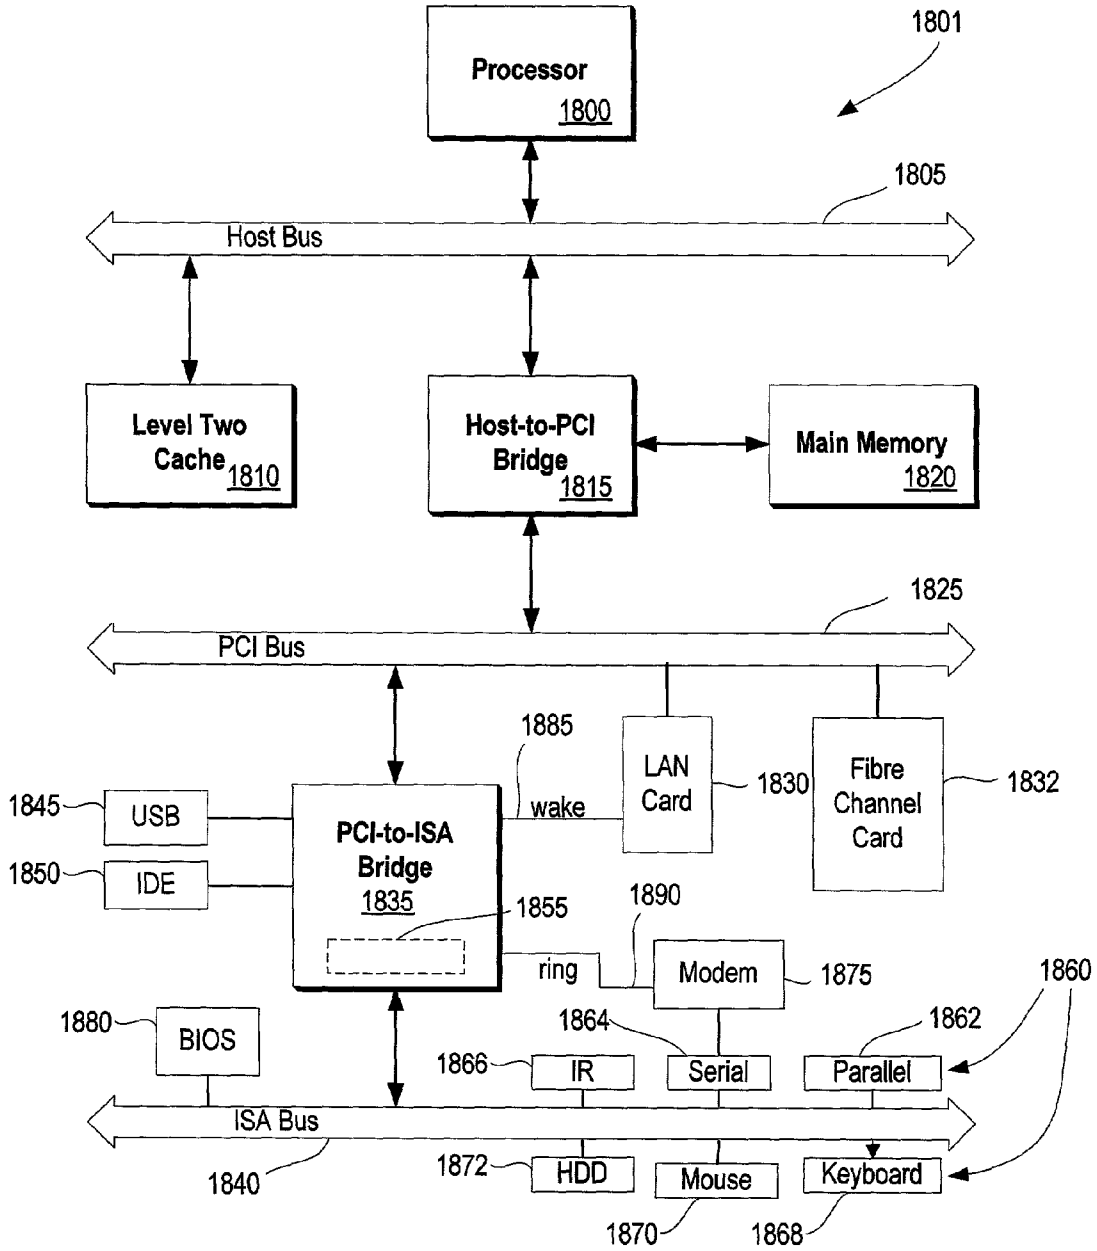 1801
Processor
1800
1805
Host Bus
Level Two
Cache
1810
Host-to-PCI
Bridge
1815
Main Memory
1820
1825
PCI Bus
1885
LAN
Card
1830
Fibre
Channel
Card
1832
1845
USB
wake
PCI-to-ISA
Bridge
1835
1850
IDE
1855
1890
ring
Modem
1875
1860
1880
BIOS
1864
1862
1866
IR
Serial
Parallel
ISA Bus
1840
1872
HDD
Mouse
Keyboard
1870
1868